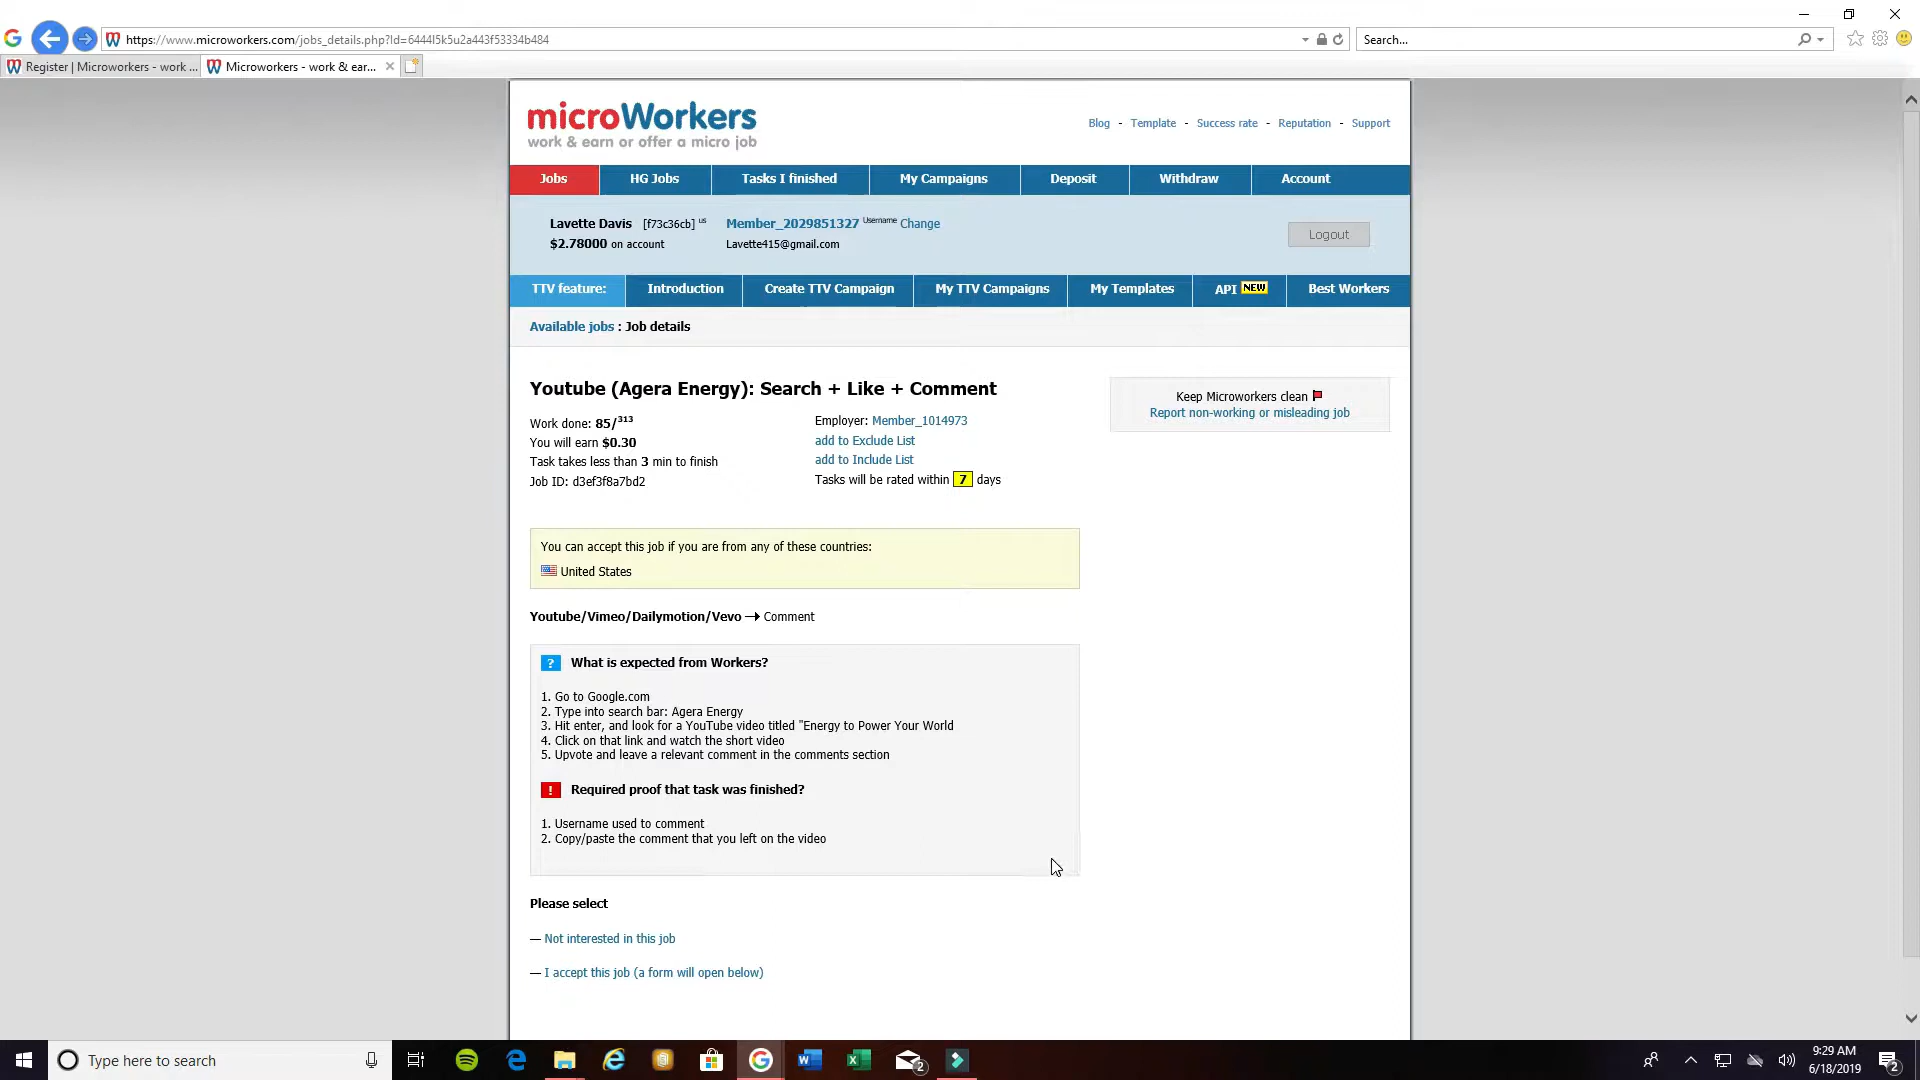 https://www.microworkers.com/jobs_details.php?Id=6444l5k5u2a443f53334b484
Search...
Register | Microworkers - work ...
Microworkers - work & ear...
microWorkers
work & earn or offer a micro job
Blog - Template - Success rate - Reputation - Support
Jobs
HG Jobs
Tasks I finished
My Campaigns
Deposit
Withdraw
Account
Lavette Davis [f73c36cb] us
Member_2029851327 Username Change
$2.78000 on account
Lavette415@gmail.com
Logout
TTV feature:
Introduction
Create TTV Campaign
My TTV Campaigns
My Templates
API NEW
Best Workers
Available jobs : Job details
Youtube (Agera Energy): Search + Like + Comment
Work done: 85/313
You will earn $0.30
Task takes less than 3 min to finish
Job ID: d3ef3f8a7bd2
Employer: Member_1014973
add to Exclude List
add to Include List
Tasks will be rated within 7 days
Keep Microworkers clean
Report non-working or misleading job
You can accept this job if you are from any of these countries:
United States
Youtube/Vimeo/Dailymotion/Vevo → Comment
? What is expected from Workers?
1. Go to Google.com
2. Type into search bar: Agera Energy
3. Hit enter, and look for a YouTube video titled "Energy to Power Your World
4. Click on that link and watch the short video
5. Upvote and leave a relevant comment in the comments section
! Required proof that task was finished?
1. Username used to comment
2. Copy/paste the comment that you left on the video
Please select
— Not interested in this job
— I accept this job (a form will open below)
Type here to search
2
9:29 AM
6/18/2019
2